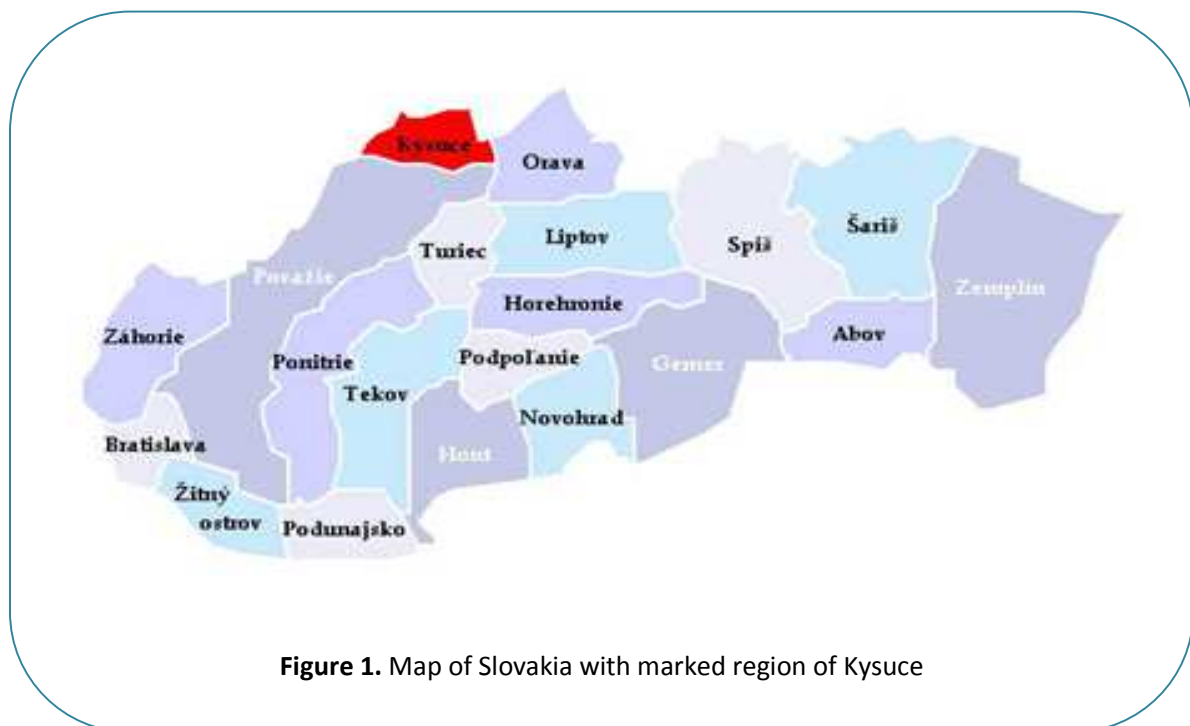 Kysuce
Orava
Turiec
Liptov
Spiš
Šariš
Považie
Zemplín
Záhorie
Horehronie
Ponitrie
Podpoľanie
Gemer
Abov
Tekov
Novohrad
Bratislava
Hont
Žitný
ostrov
Podunajsko
Figure 1. Map of Slovakia with marked region of Kysuce